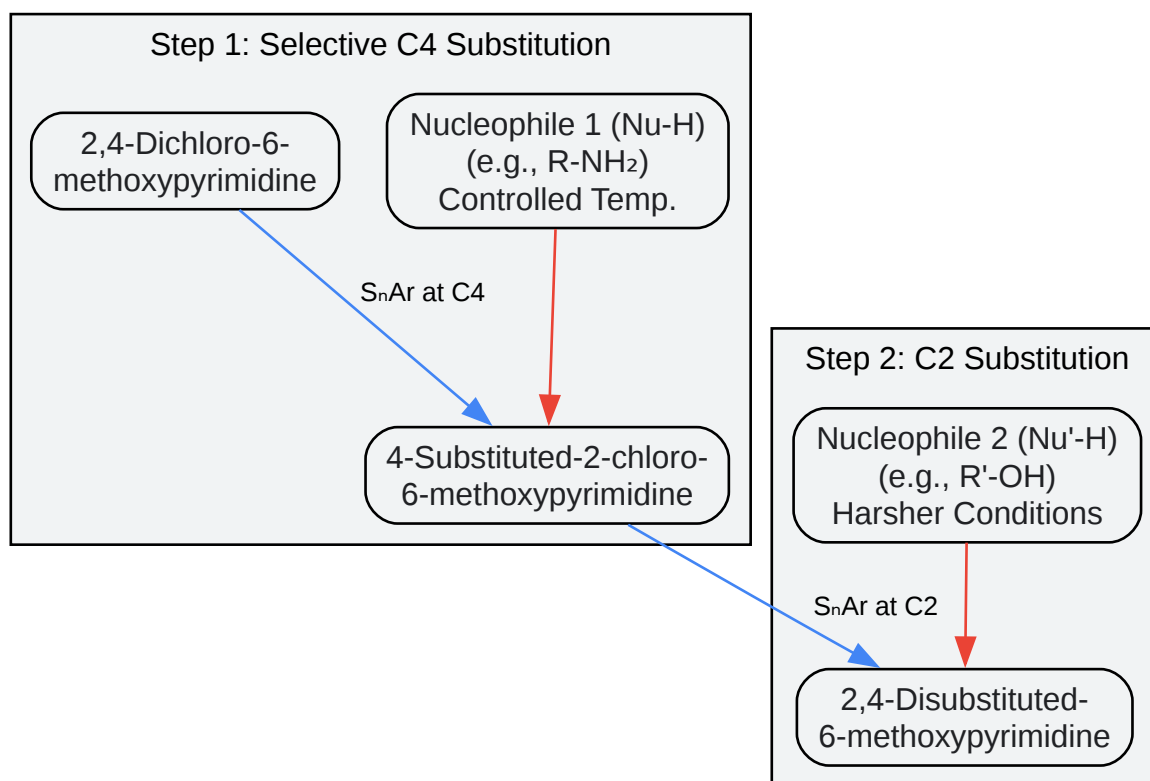 Step 1: Selective C4 Substitution
2,4-Dichloro-6-
methoxypyrimidine
Nucleophile 1 (Nu-H)
(e.g., R-NH₂)
Controlled Temp.
SₙAr at C4
4-Substituted-2-chloro-
6-methoxypyrimidine
Step 2: C2 Substitution
Nucleophile 2 (Nu'-H)
(e.g., R'-OH)
Harsher Conditions
SₙAr at C2
2,4-Disubstituted-
6-methoxypyrimidine